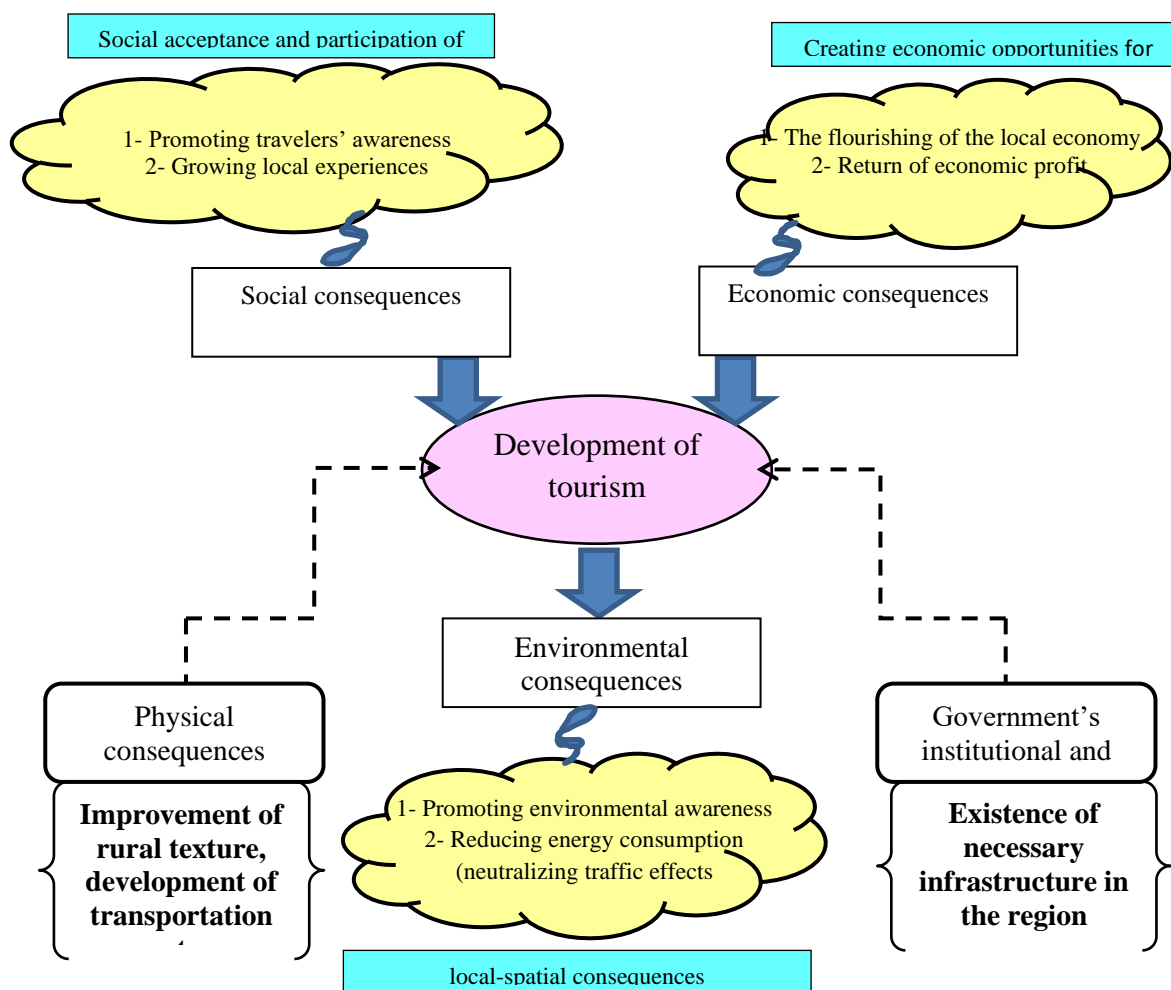 Social acceptance and participation of
Creating economic opportunities for
1- Promoting travelers’ awareness
2- Growing local experiences
1- The flourishing of the local economy
2- Return of economic profit
Social consequences
Economic consequences
Development of
tourism
Environmental
consequences
Physical
consequences
Government’s
institutional and
1- Promoting environmental awareness
2- Reducing energy consumption
(neutralizing traffic effects
Improvement of
rural texture,
development of
transportation
Existence of
necessary
infrastructure in
the region
local-spatial consequences